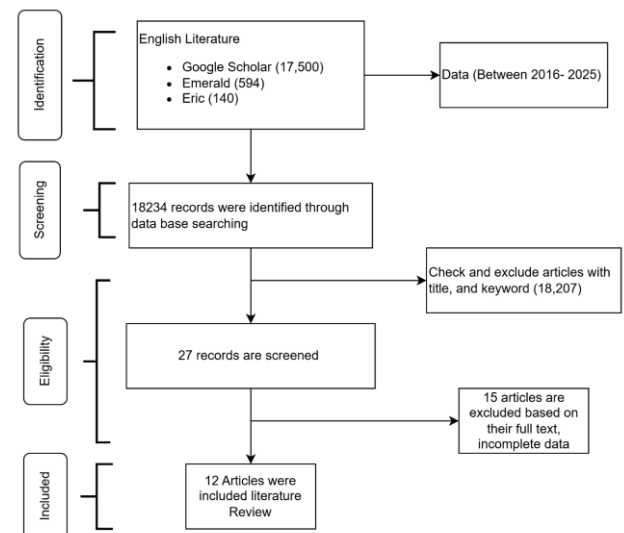 Identification
English Literature
• Google Scholar (17,500)
• Emerald (594)
• Eric (140)
Data (Between 2016- 2025)
Screening
18234 records were identified through
data base searching
Check and exclude articles with
title, and keyword (18,207)
Eligibility
27 records are screened
15 articles are
excluded based on
their full text,
incomplete data
Included
12 Articles were
included literature
Review